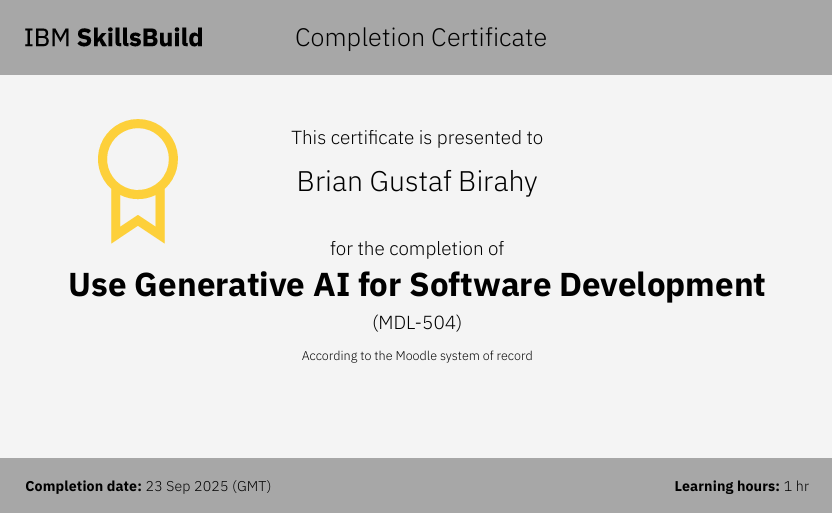 IBM SkillsBuild
Completion Certificate
This certificate is presented to
Brian Gustaf Birahy
for the completion of
Use Generative AI for Software Development
(MDL-504)
According to the Moodle system of record
Completion date: 23 Sep 2025 (GMT)
Learning hours: 1 hr